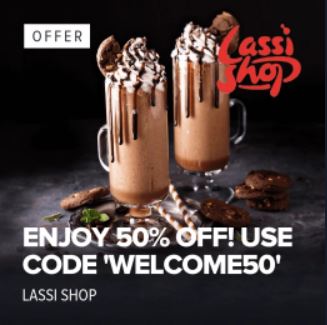 OFFER
Lassi
Shop
ENJOY 50% OFF! USE
CODE 'WELCOME50'
LASSI SHOP